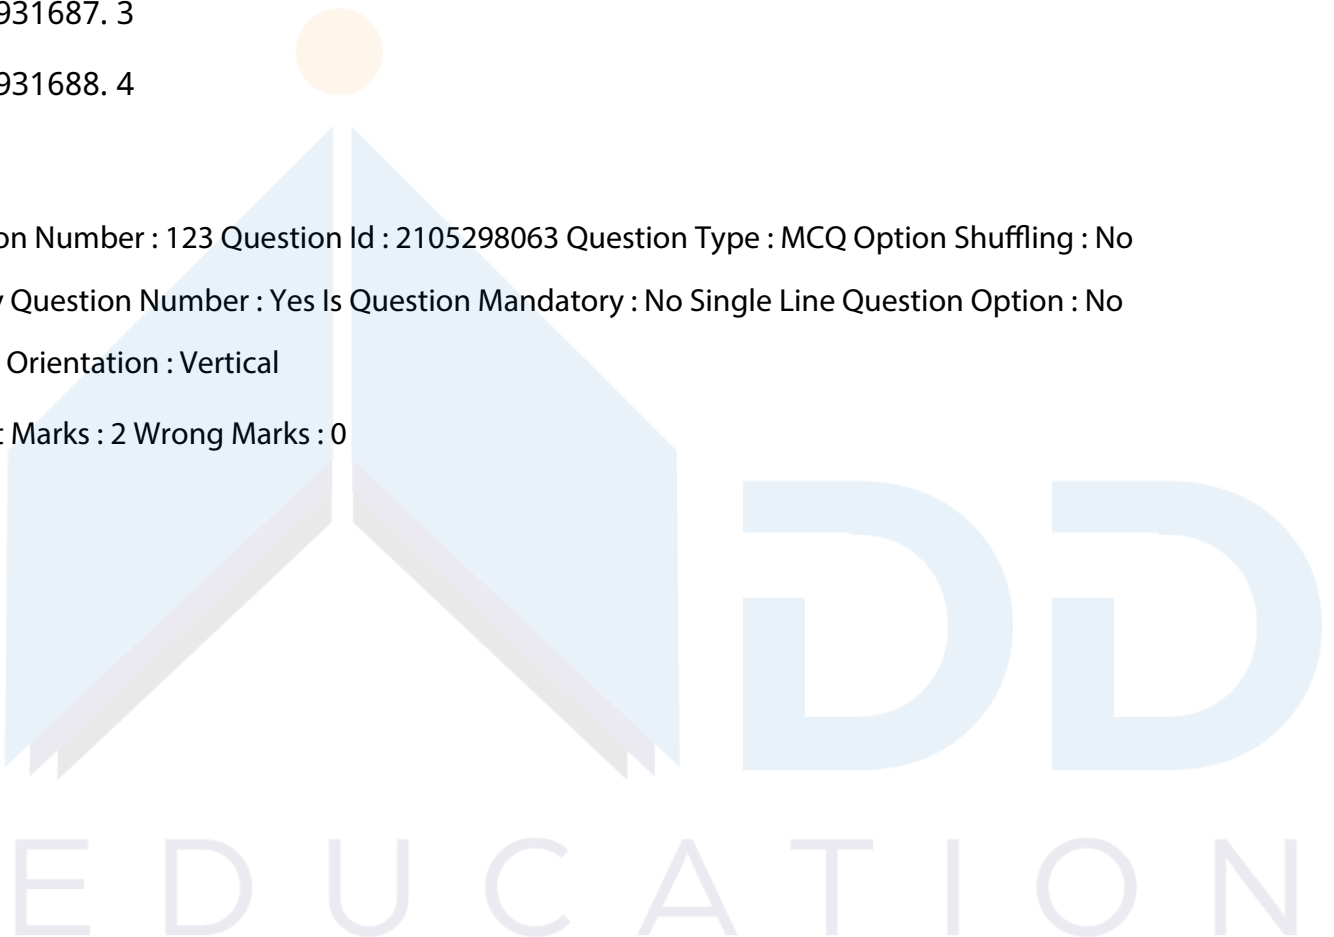 931687. 3
931688. 4
on Number : 123 Question Id : 2105298063 Question Type : MCQ Option Shuffling : No
Question Number : Yes Is Question Mandatory : No Single Line Question Option : No
Orientation : Vertical
Marks : 2 Wrong Marks : 0
DD
EDUCATION